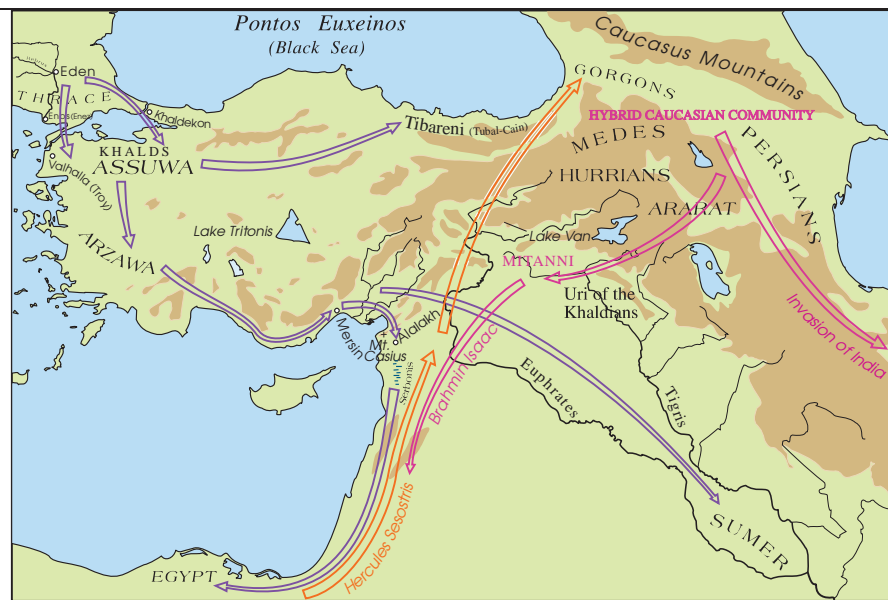 Pontos Euxeinos
(Black Sea)
Caucasus Mountains
GORGONS
HYBRID CAUCASIAN COMMUNITY
Eden
THRACE
Enos (Enez)
Khaldekon
Tibareni (Tubal-Cain)
MEDES
PERSIANS
KHALDS
ASSUWA
Valhalla (Troy)
HURRIANS
ARARAT
ARZAWA
Lake Tritonis
Lake Van
MITANNI
Uri of the
Khaldians
Invasion of India
Mersin
Alalakh
Mt.
Casius
Serbonis
Brahmin Isaac
Euphrates
Tigris
Hercules Sesostris
SUMER
EGYPT